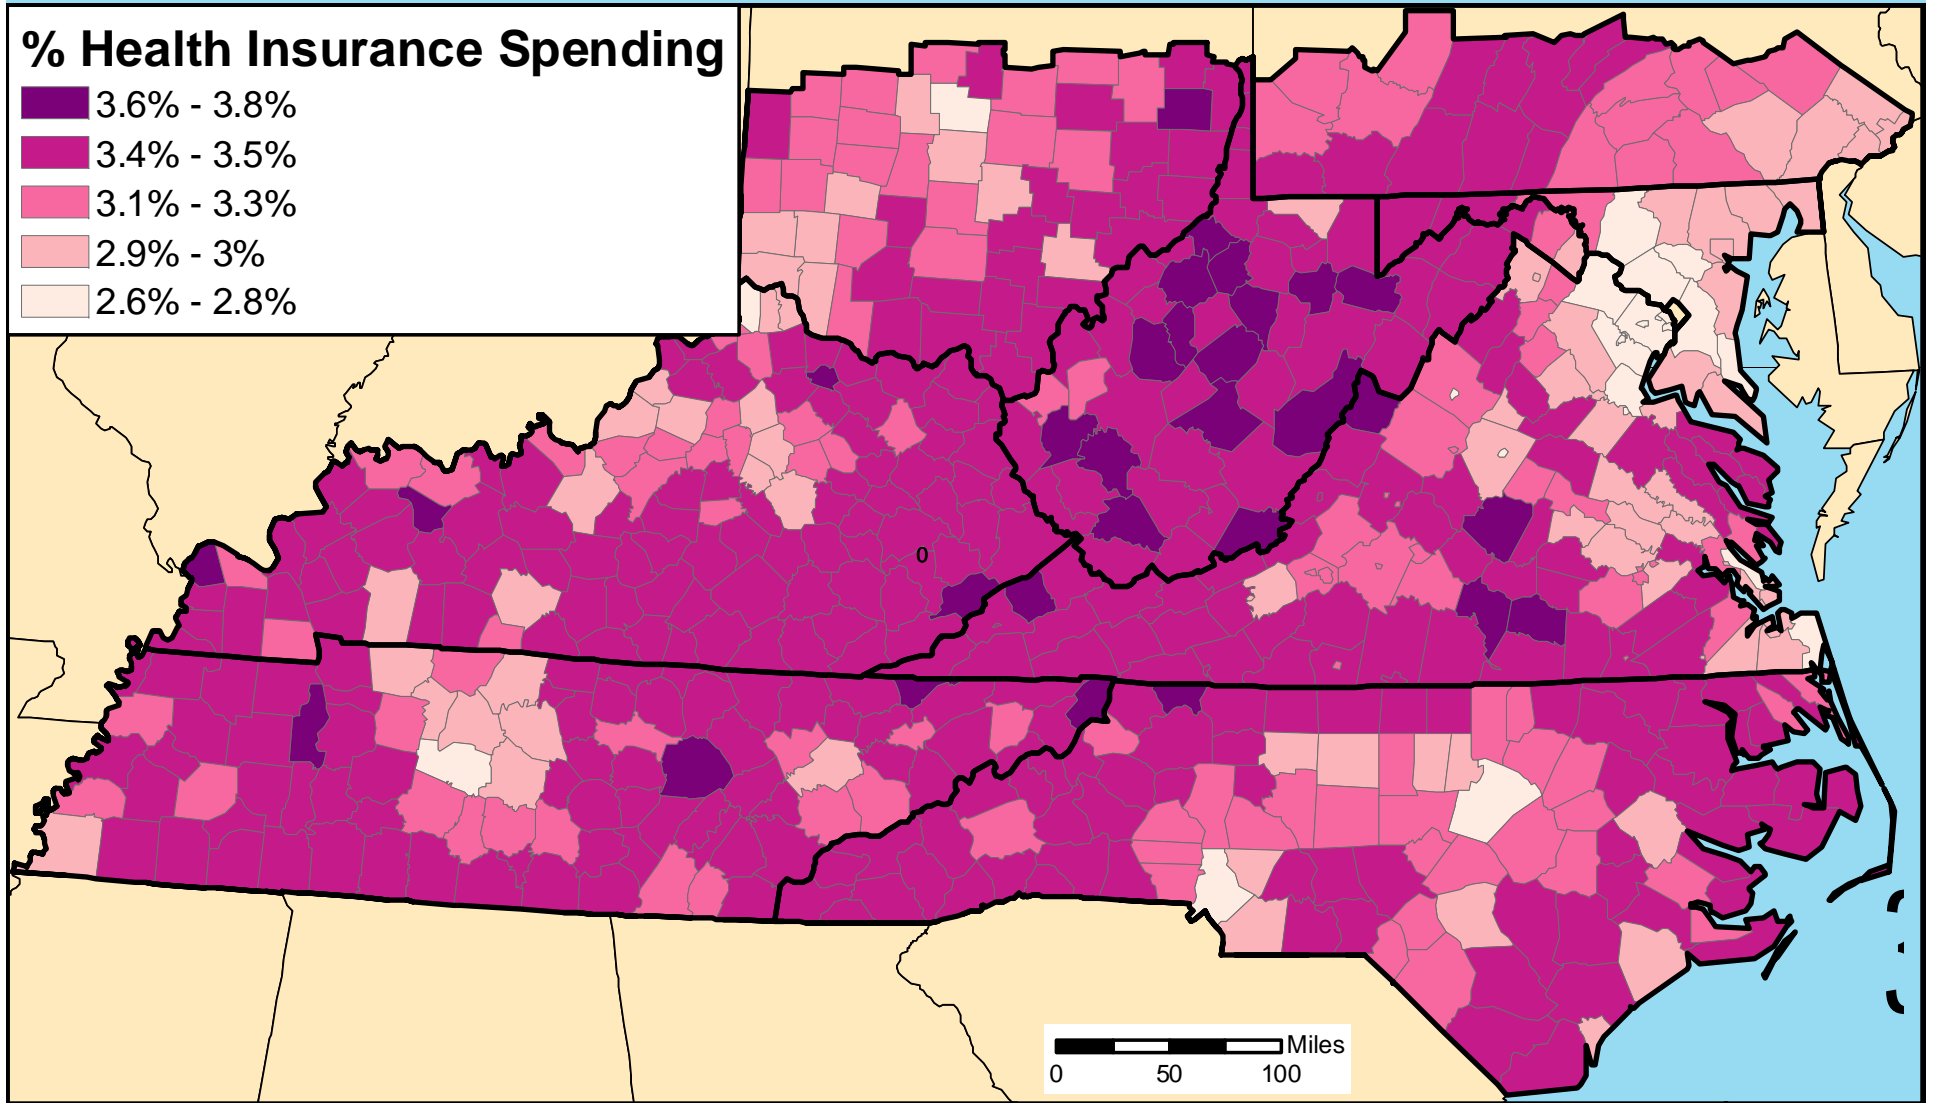 % Health Insurance Spending
3.6% - 3.8%
3.4% - 3.5%
3.1% - 3.3%
2.9% - 3%
2.6% - 2.8%
0
Miles
0 50 100